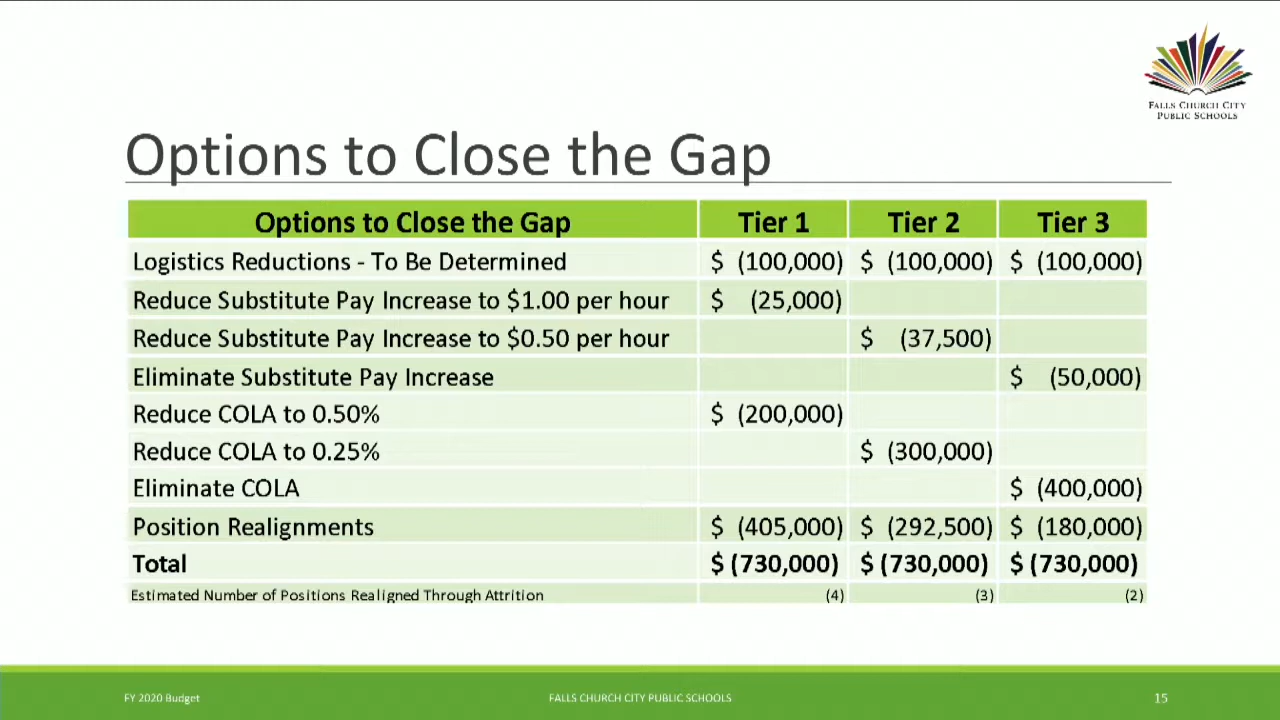 FALLS CHURCH CITY
PUBLIC SCHOOLS
Options to Close the Gap
Options to Close the Gap Tier 1 Tier 2 Tier 3
Logistics Reductions - To Be Determined $ (100,000) $ (100,000) $ (100,000)
Reduce Substitute Pay Increase to $1.00 per hour $ (25,000)
Reduce Substitute Pay Increase to $0.50 per hour $ (37,500)
Eliminate Substitute Pay Increase $ (50,000)
Reduce COLA to 0.50% $ (200,000)
Reduce COLA to 0.25% $ (300,000)
Eliminate COLA $ (400,000)
Position Realignments $ (405,000) $ (292,500) $ (180,000)
Total $ (730,000) $ (730,000) $ (730,000)
Estimated Number of Positions Realigned Through Attrition (4) (3) (2)
FY 2020 Budget FALLS CHURCH CITY PUBLIC SCHOOLS 15